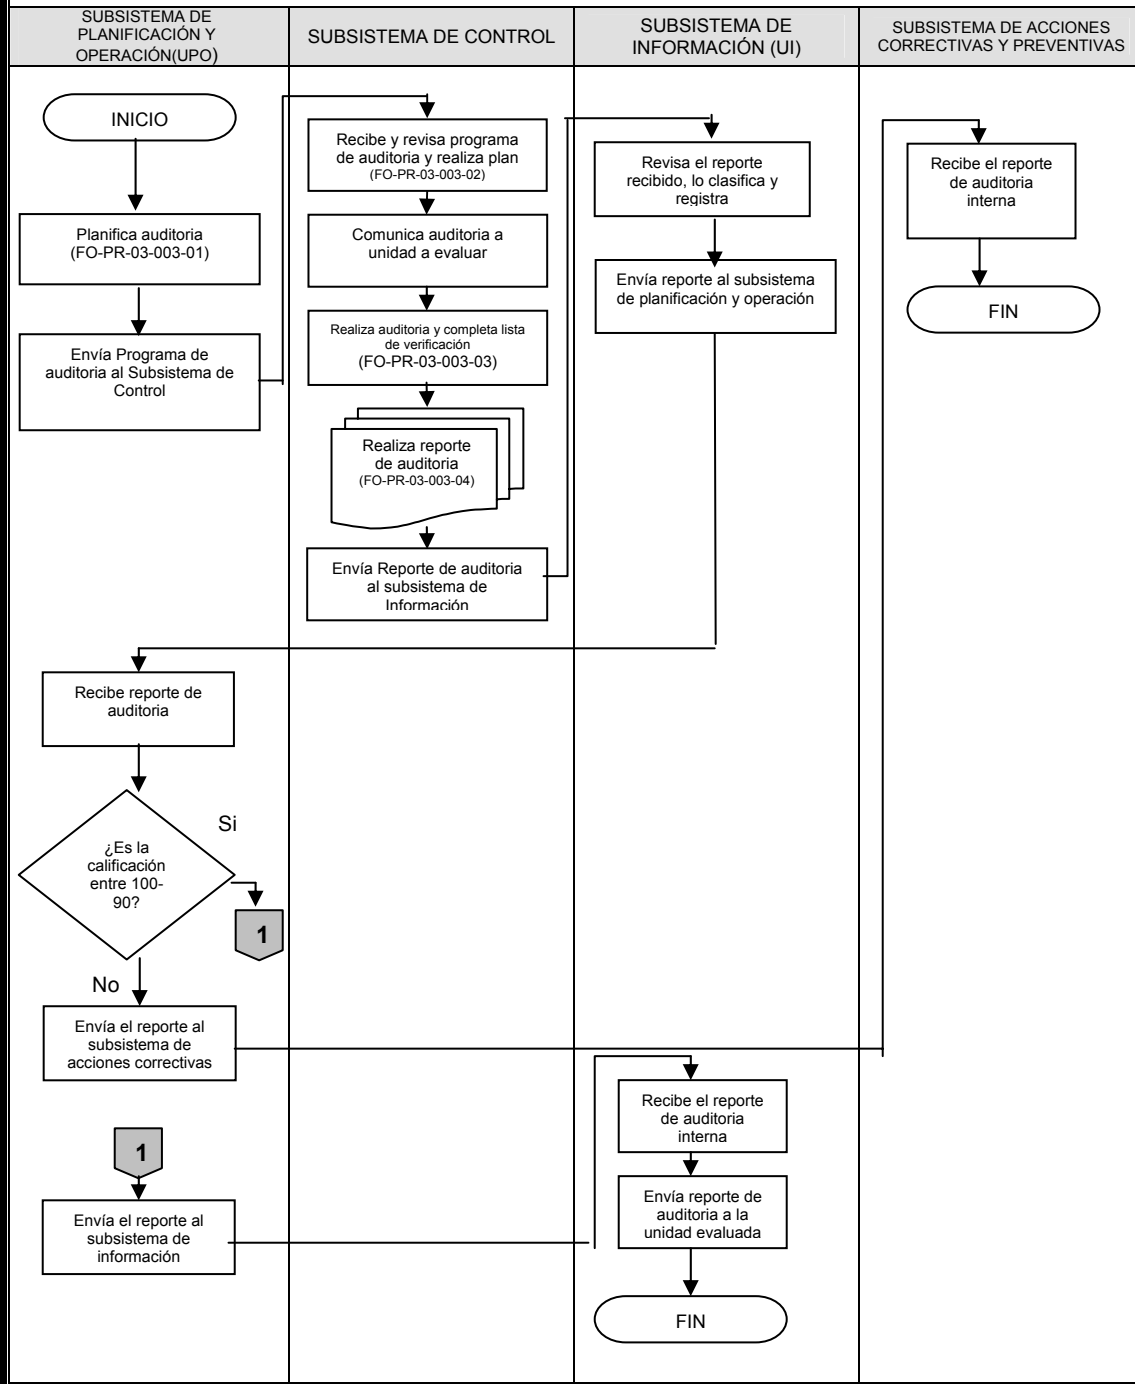 SUBSISTEMA DE
PLANIFICACIÓN Y
OPERACIÓN(UPO)
SUBSISTEMA DE CONTROL
SUBSISTEMA DE
INFORMACIÓN (UI)
SUBSISTEMA DE ACCIONES
CORRECTIVAS Y PREVENTIVAS
INICIO
Planifica auditoria
(FO-PR-03-003-01)
Envía Programa de
auditoria al Subsistema de
Control
Recibe y revisa programa
de auditoria y realiza plan
(FO-PR-03-003-02)
Comunica auditoria a
unidad a evaluar
Realiza auditoria y completa lista
de verificación
(FO-PR-03-003-03)
Realiza reporte
de auditoria
(FO-PR-03-003-04)
Envía Reporte de auditoria
al subsistema de
Información
Revisa el reporte
recibido, lo clasifica y
registra
Envía reporte al subsistema
de planificación y operación
Recibe el reporte
de auditoria
interna
FIN
Recibe reporte de
auditoria
¿Es la
calificación
entre 100-
90?
Si
1
No
Envía el reporte al
subsistema de
acciones correctivas
1
Envía el reporte al
subsistema de
información
Recibe el reporte
de auditoria
interna
Envía reporte de
auditoria a la
unidad evaluada
FIN